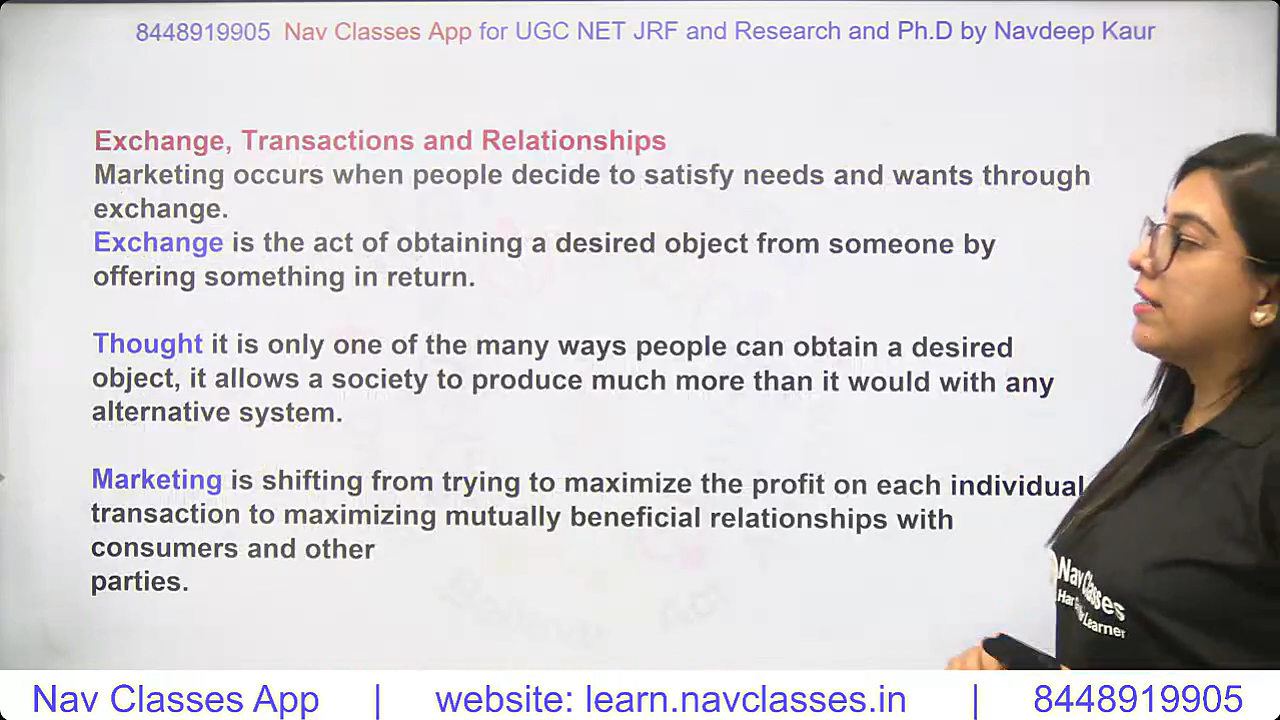 8448919905 Nav Classes App for UGC NET JRF and Research and Ph.D by Navdeep Kaur
Exchange, Transactions and Relationships
Marketing occurs when people decide to satisfy needs and wants through
exchange.
Exchange is the act of obtaining a desired object from someone by
offering something in return.
Thought it is only one of the many ways people can obtain a desired
object, it allows a society to produce much more than it would with any
alternative system.
Marketing is shifting from trying to maximize the profit on each individual
transaction to maximizing mutually beneficial relationships with
consumers and other
parties.
Nav Classes
Learner
Nav Classes App | website: learn.navclasses.in | 8448919905